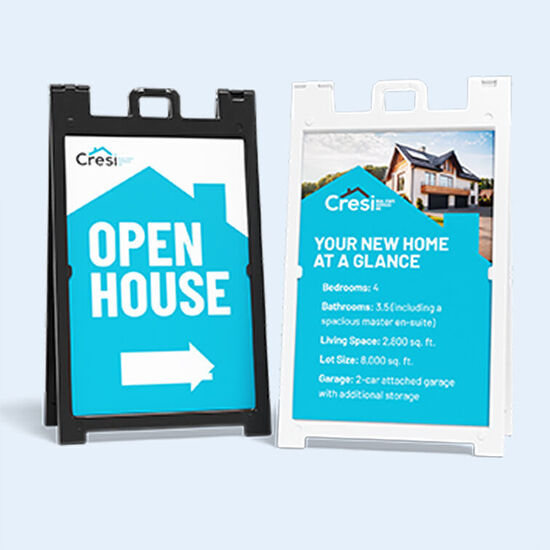 Cresi
OPEN
HOUSE
Cresi
YOUR NEW HOME
AT A GLANCE
Bedrooms: 4
Bathrooms: 3.5 (including a
spacious master en-suite)
Living Space: 2,800 sq. ft.
Lot Size: 8,000 sq. ft.
Garage: 2-car attached garage
with additional storage